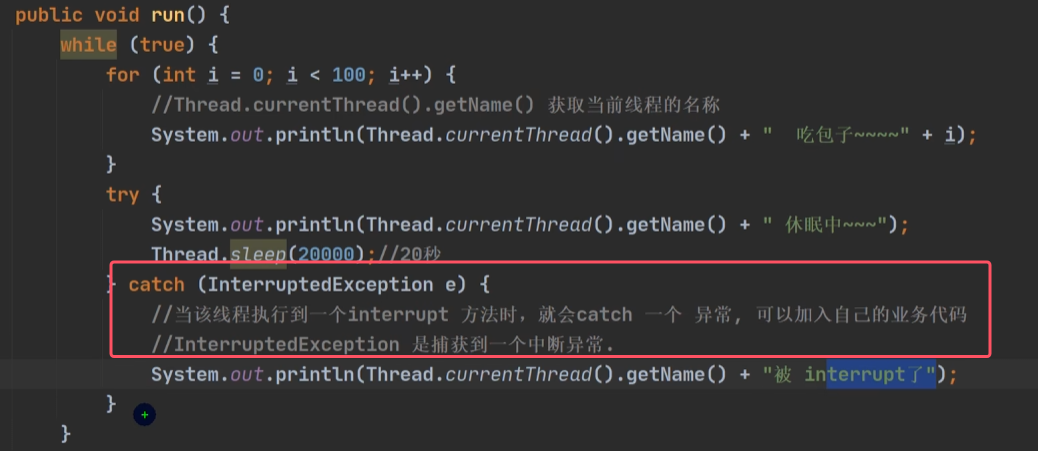 public void run() {
while (true) {
for (int i = 0; i < 100; i++) {
//Thread.currentThread().getName() 获取当前线程的名称
System.out.println(Thread.currentThread().getName() + "  吃包子~~~~" + i);
}
try {
System.out.println(Thread.currentThread().getName() + " 休眠中~~~");
Thread.sleep(20000);//20秒
} catch (InterruptedException e) {
//当该线程执行到一个interrupt 方法时，就会catch 一个 异常, 可以加入自己的业务代码
//InterruptedException 是捕获到一个中断异常.
System.out.println(Thread.currentThread().getName() + "被 interrupt了");
}
}